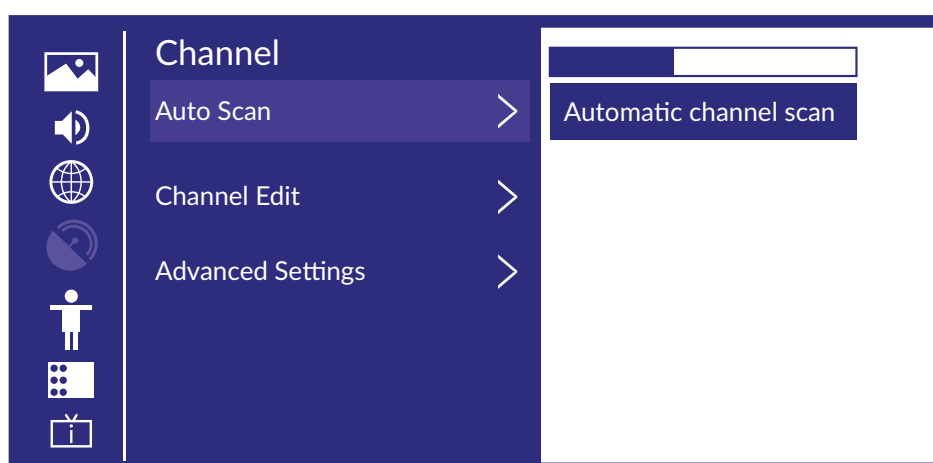 Channel
Auto Scan
Automatic channel scan
Channel Edit
Advanced Settings